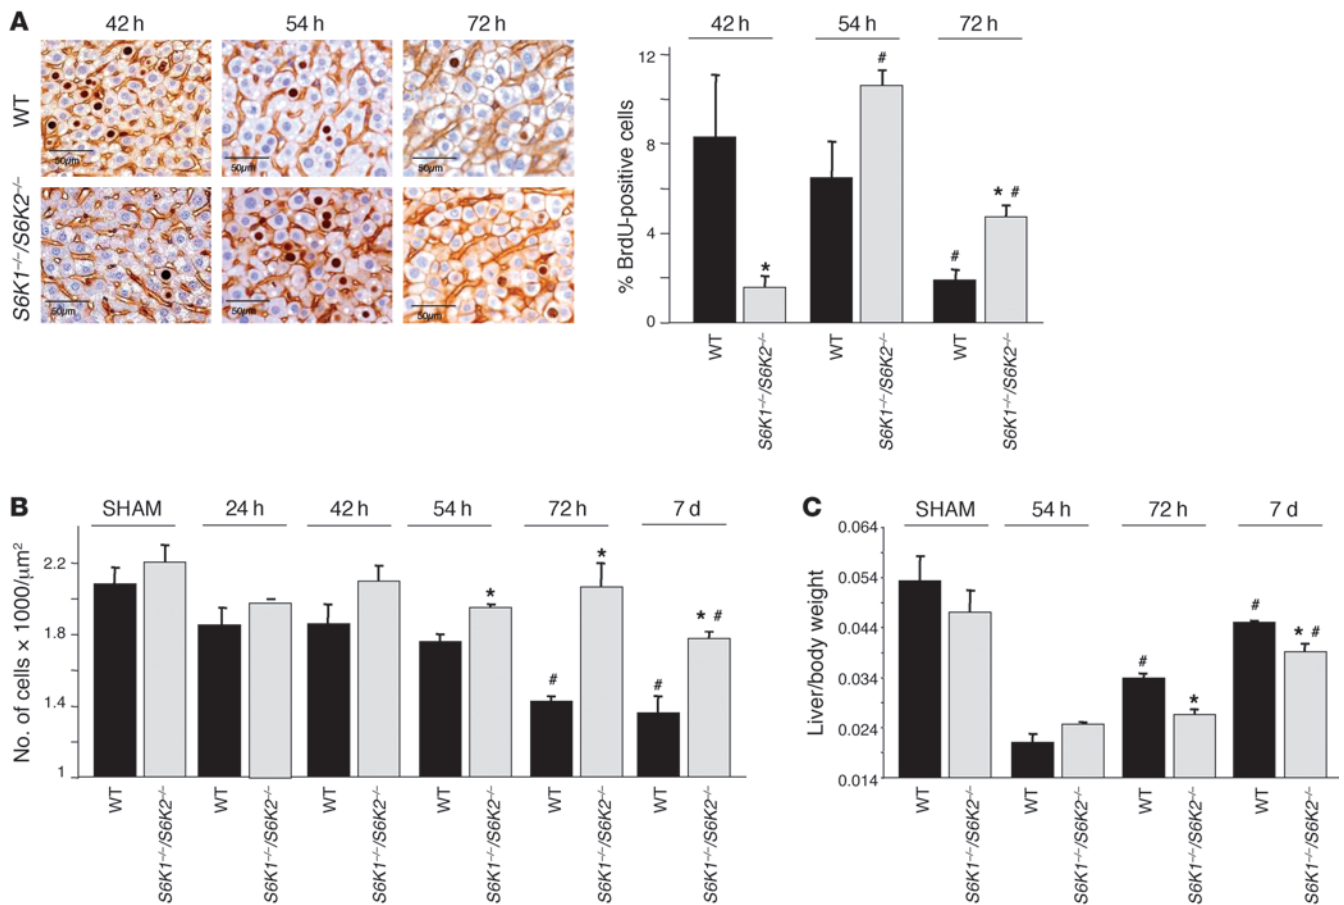 A
42 h 54 h 72 h
WT
S6K1−/−/S6K2−/−
50µm 50µm 50µm
50µm 50µm 50µm
42 h 54 h 72 h
% BrdU-positive cells
12
8
4
0
* # # * #
WT S6K1−/−/S6K2−/− WT S6K1−/−/S6K2−/− WT S6K1−/−/S6K2−/−
B
SHAM 24 h 42 h 54 h 72 h 7 d
No. of cells × 1000/µm²
2.2
1.8
1.4
1
* # * # * #
WT S6K1−/−/S6K2−/− WT S6K1−/−/S6K2−/− WT S6K1−/−/S6K2−/− WT S6K1−/−/S6K2−/− WT S6K1−/−/S6K2−/− WT S6K1−/−/S6K2−/−
C
SHAM 54 h 72 h 7 d
Liver/body weight
0.064
0.054
0.044
0.034
0.024
0.014
# * # * #
WT S6K1−/−/S6K2−/− WT S6K1−/−/S6K2−/− WT S6K1−/−/S6K2−/− WT S6K1−/−/S6K2−/−